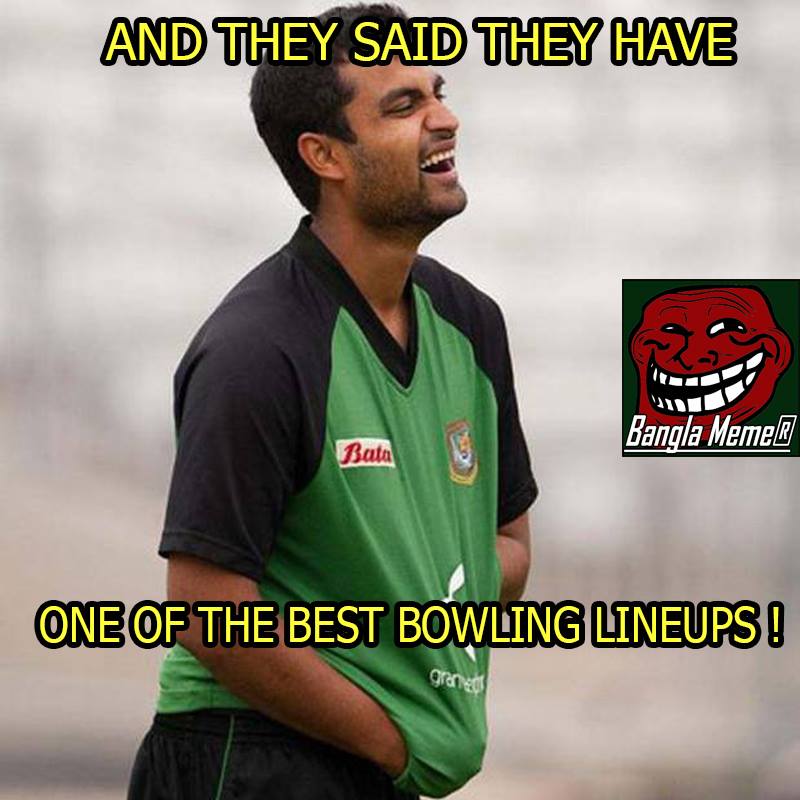 AND THEY SAID THEY HAVE
Bata
Bangla Meme®
ONE OF THE BEST BOWLING LINEUPS !